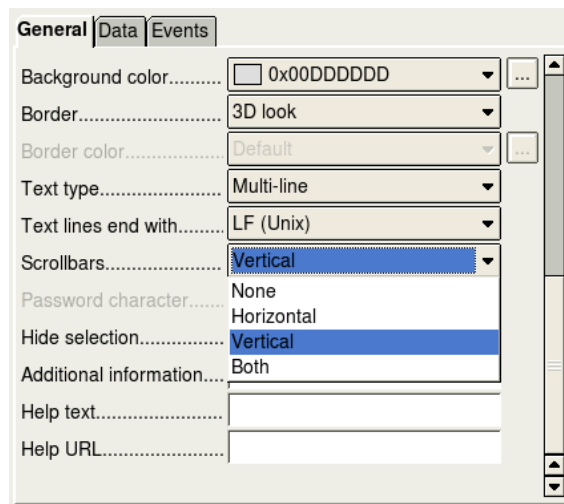 General Data Events
Background color.......... 0x00DDDDDD ...
Border........................... 3D look
Border color.................. Default ...
Text type....................... Multi-line
Text lines end with........ LF (Unix)
Scrollbars...................... Vertical
Password character.......
None
Horizontal
Hide selection................ Vertical
Additional information.... Both
Help text........................
Help URL.......................